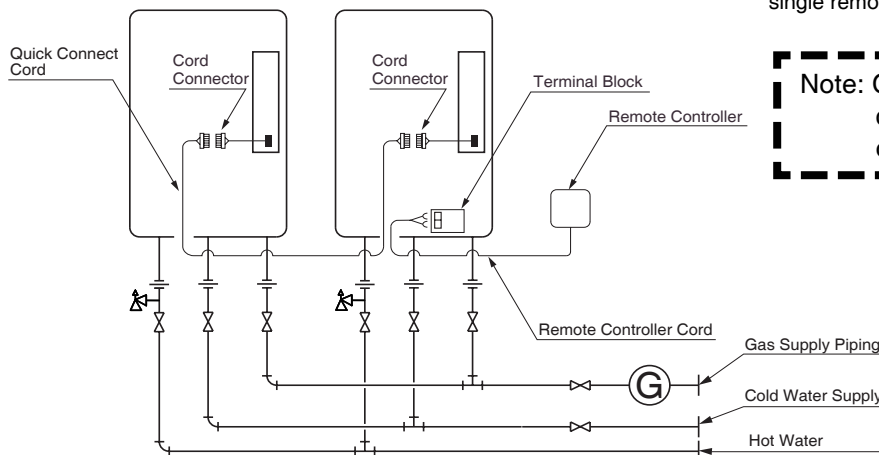 single remo
Quick Connect
Cord
Cord
Connector
Cord
Connector
Terminal Block
Remote Controller
Note:
Remote Controller Cord
Gas Supply Piping
G
Cold Water Supply
Hot Water